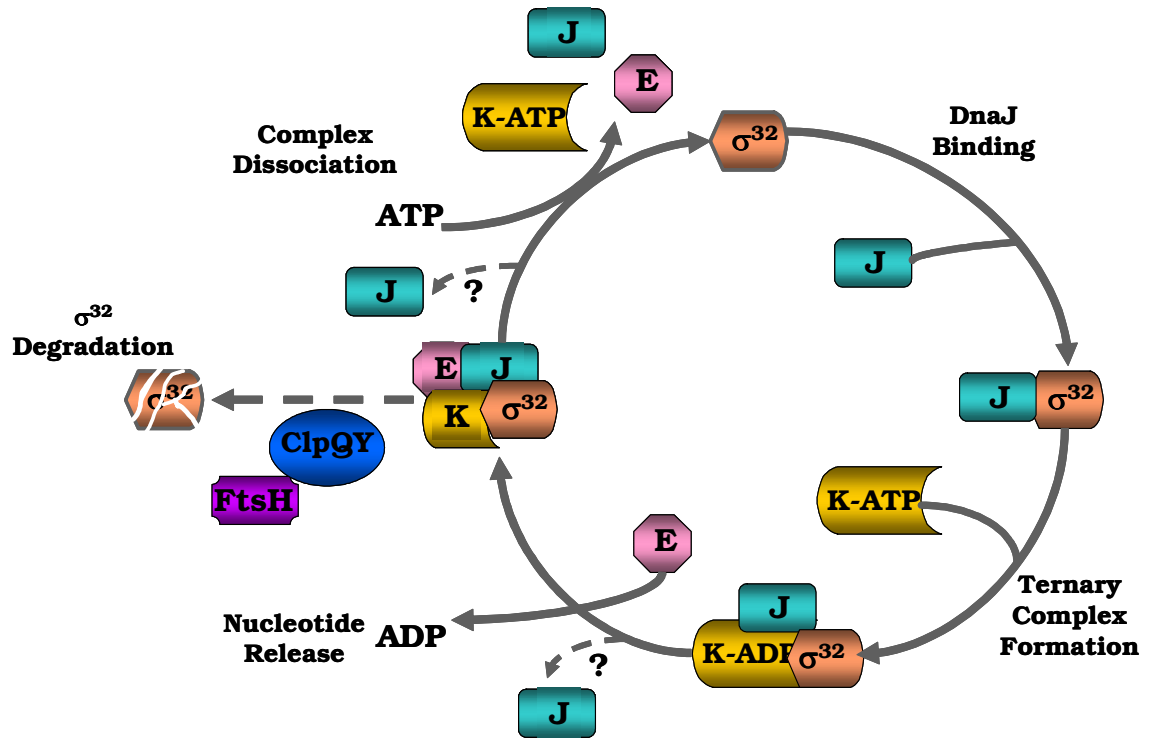 J
E
K-ATP
σ³²
DnaJ
Binding
Complex
Dissociation
ATP
J
J
?
σ³²
Degradation
E
J
K
σ³²
σ³²
J
σ³²
ClpQY
FtsH
K-ATP
E
Ternary
Complex
Formation
J
K-ADP
σ³²
Nucleotide
Release
ADP
?
J